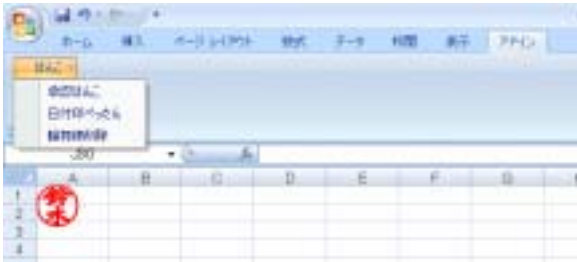 ホーム 挿入 ページ レイアウト 数式 データ 校閲 表示 アドイン
はんこ
認印はんこ
日付印ぺったん
J30
A B C D E F G
1
鈴木
2
3
4